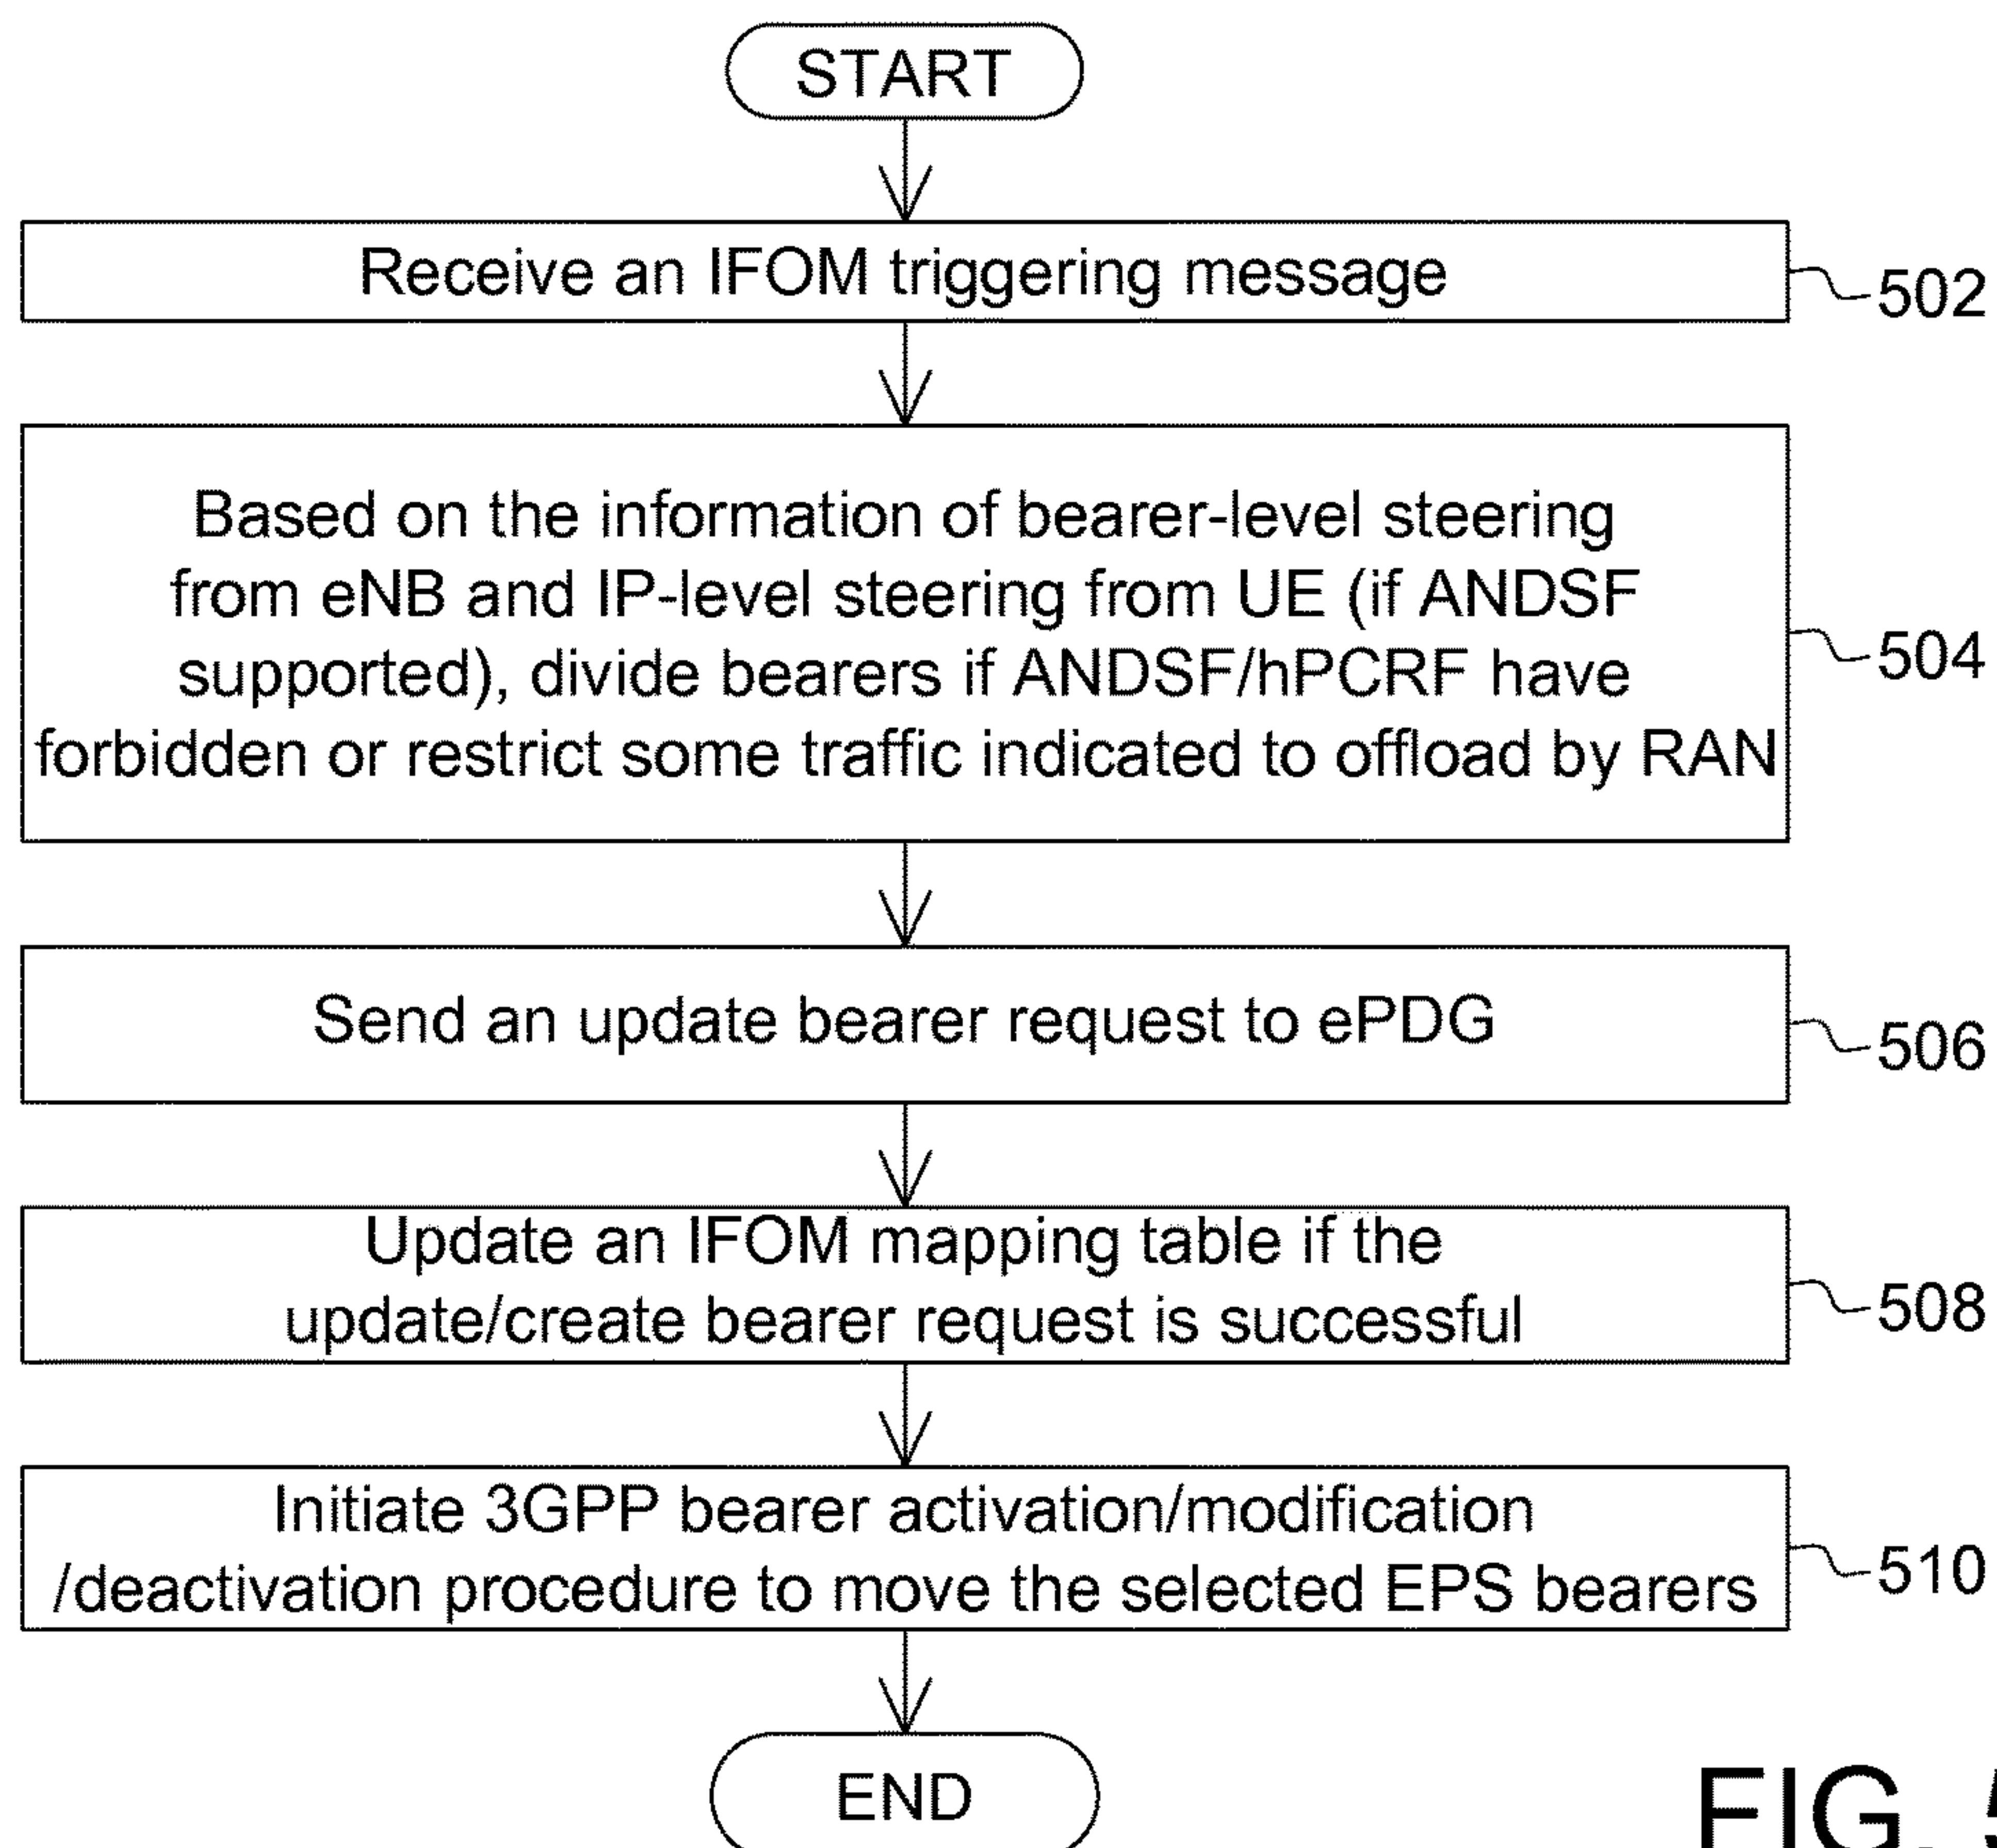 START
Receive an IFOM triggering message
502
Based on the information of bearer-level steering
from eNB and IP-level steering from UE (if ANDSF
supported), divide bearers if ANDSF/hPCRF have
forbidden or restrict some traffic indicated to offload by RAN
504
Send an update bearer request to ePDG
506
Update an IFOM mapping table if the
update/create bearer request is successful
508
Initiate 3GPP bearer activation/modification
/deactivation procedure to move the selected EPS bearers
510
END
FIG. 5